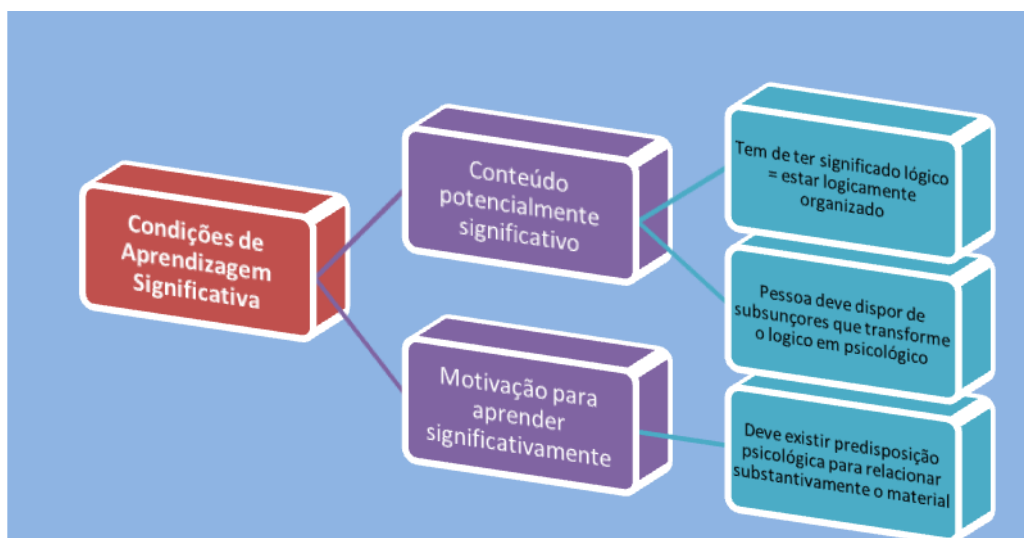 Condições de
Aprendizagem
Significativa
Conteúdo
potencialmente
significativo
Tem de ter significado lógico
= estar logicamente
organizado
Pessoa deve dispor de
subsunçores que transforme
o logico em psicológico
Motivação para
aprender
significativamente
Deve existir predisposição
psicológica para relacionar
substantivamente o material